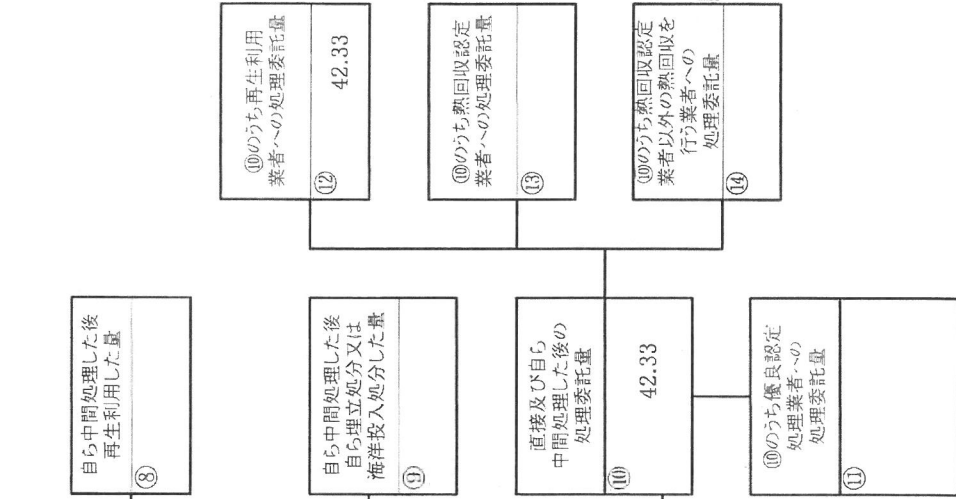 自ら中間処理した後
再生利用した量
⑧
自ら中間処理した後
自ら埋立処分又は
海洋投入処分した量
⑨
直接及び自ら
中間処理した後の
処理委託量
⑩
42.33
⑩のうち優良認定
処理業者への
処理委託量
⑪
⑩のうち再生利用
業者への処理委託量
⑫
42.33
⑩のうち熱回収認定
業者への処理委託量
⑬
⑩のうち熱回収認定
業者以外の熱回収を
行う業者への
処理委託量
⑭